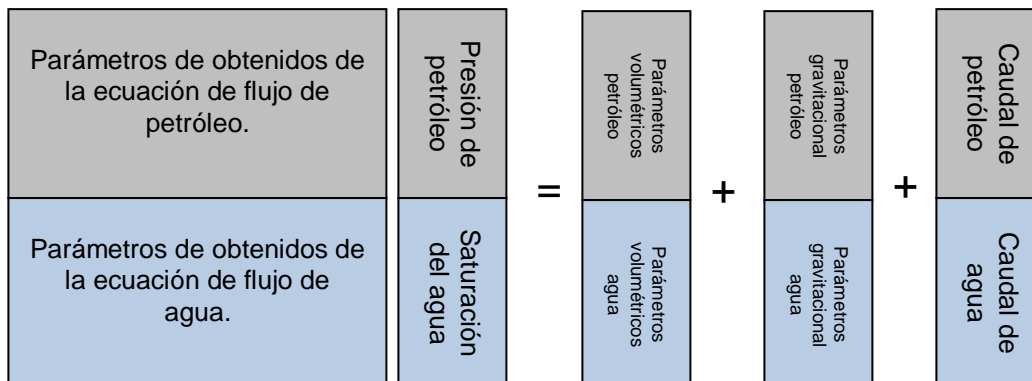 Parámetros de obtenidos de
la ecuación de flujo de
petróleo.
Presión de
petróleo
=
Parámetros
volumétricos
petróleo
+
Parámetros
gravitacional
petróleo
+
Caudal de
petróleo
Parámetros de obtenidos de
la ecuación de flujo de
agua.
Saturación
del agua
Parámetros
volumétricos
agua
Parámetros
gravitacional
agua
Caudal de
agua